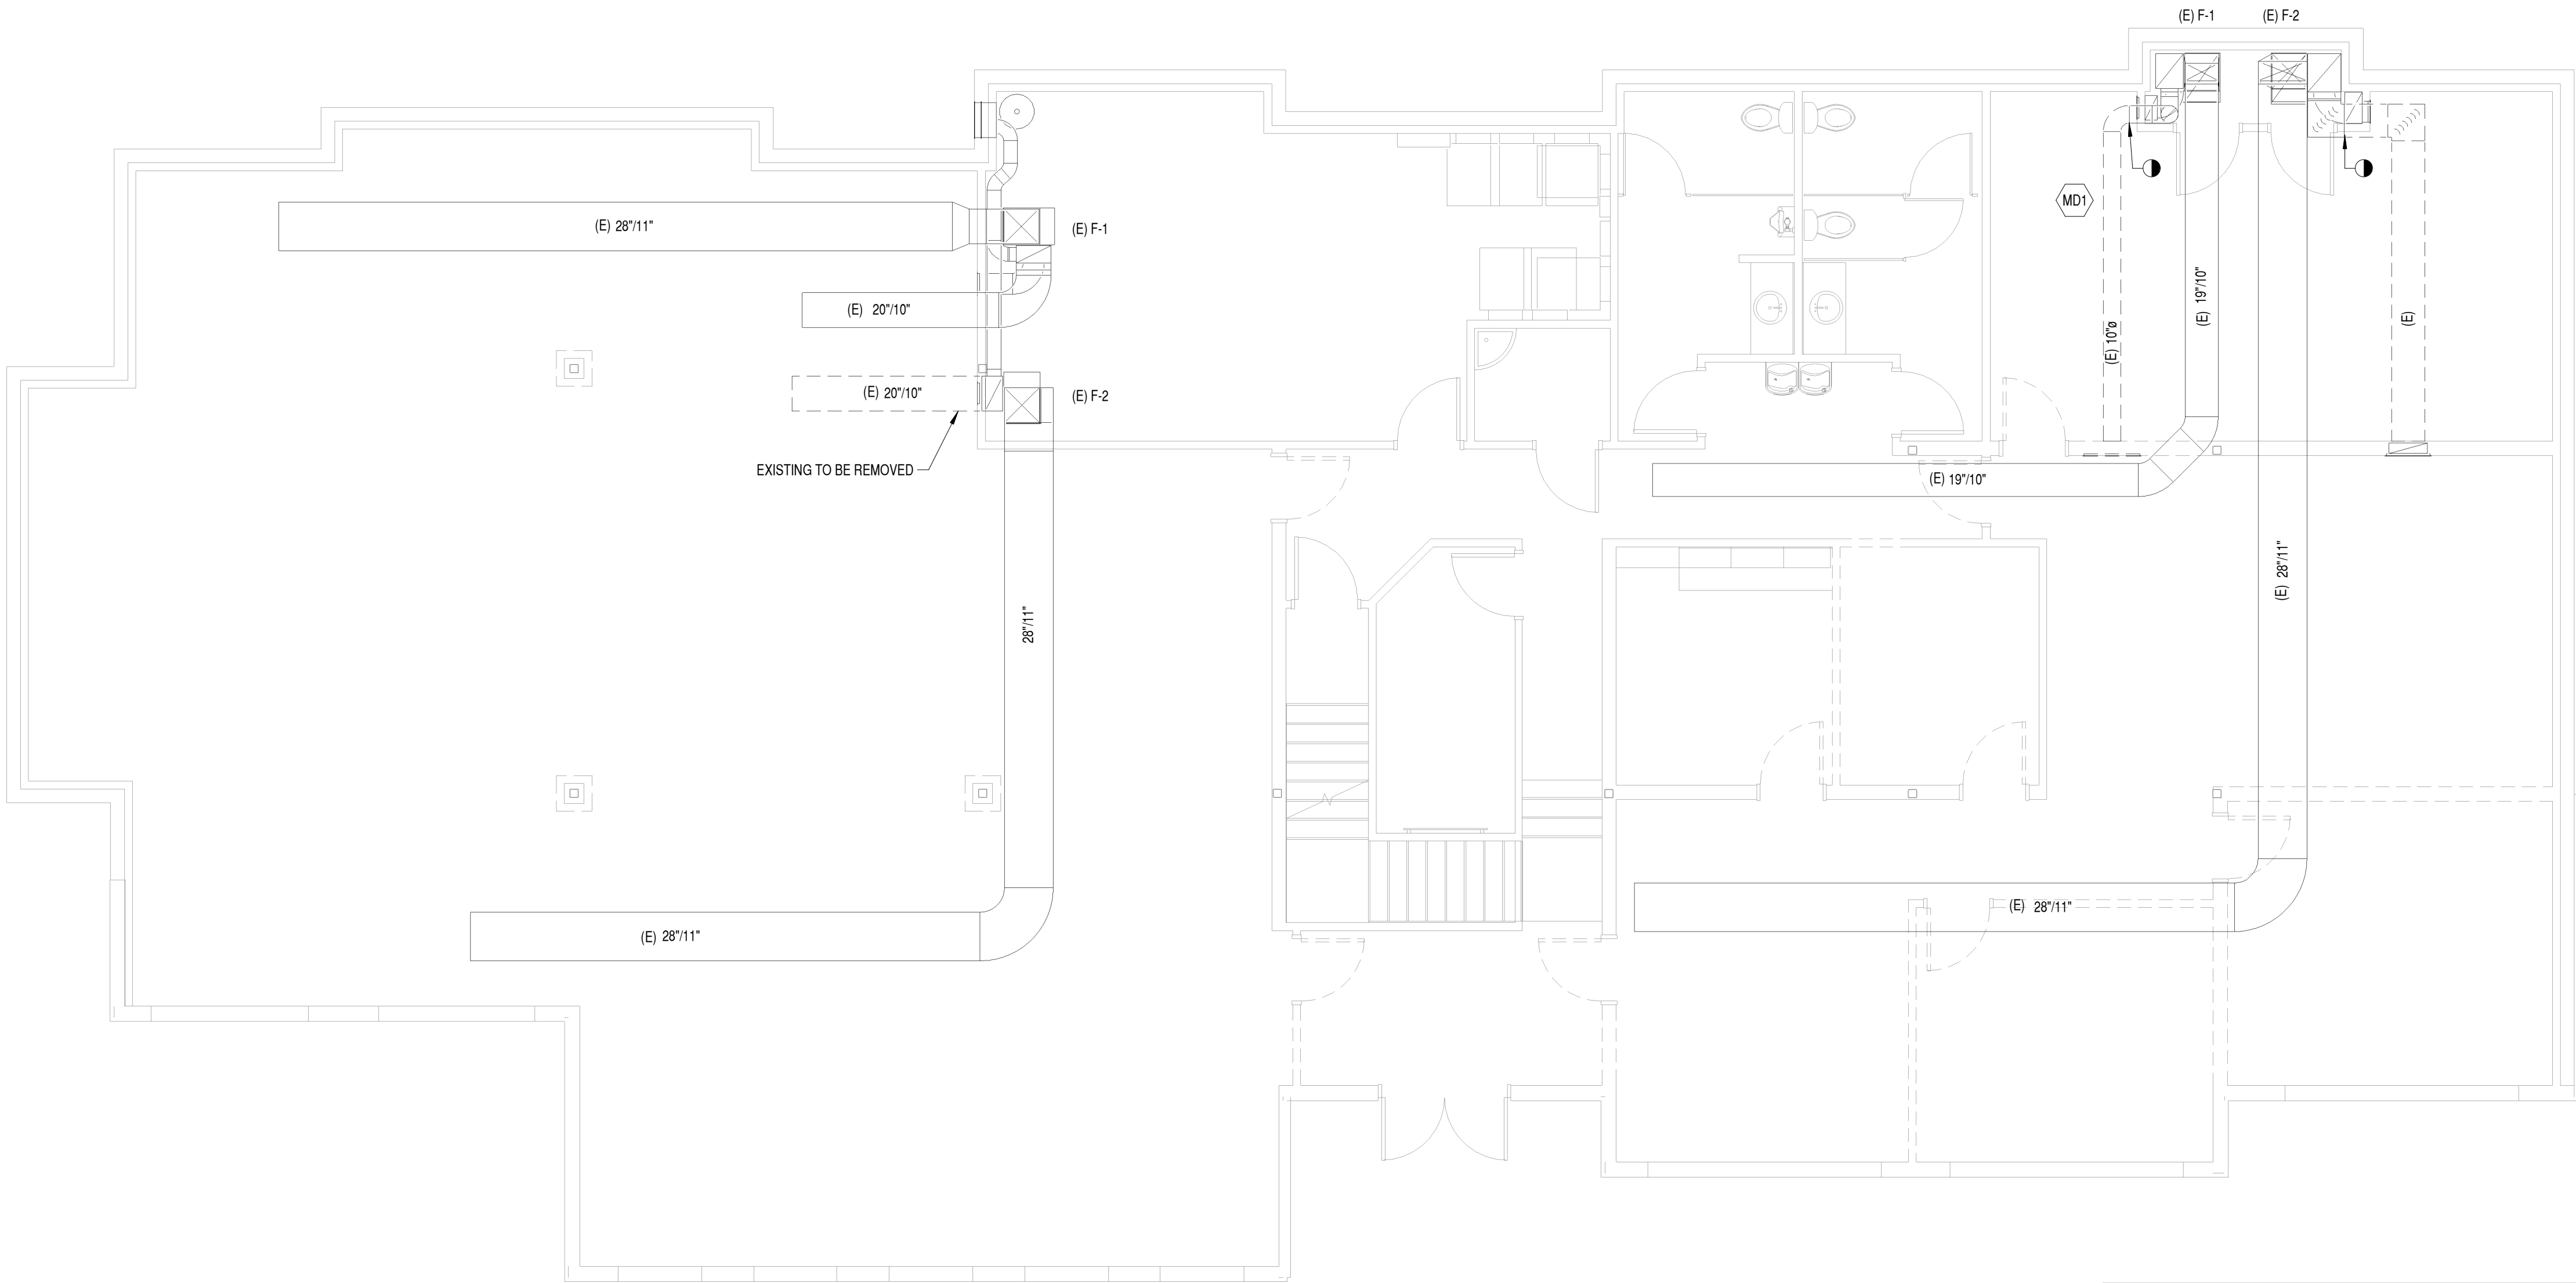 (E) F-1
(E) F-2
MD1
(E) 28"/11"
(E) F-1
(E) 19"/10"
(E) 20"/10"
(E)
(E) 10"ø
(E) 20"/10"
(E) F-2
EXISTING TO BE REMOVED
(E) 19"/10"
(E) 28"/11"
28"/11"
(E) 28"/11"
(E) 28"/11"